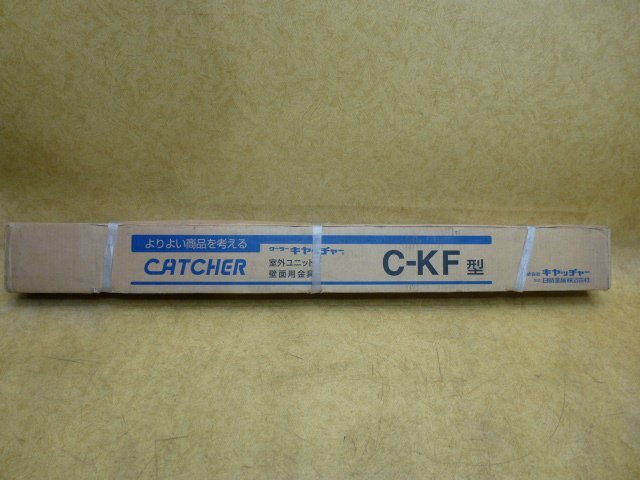 よりよい商品を考える
CATCHER
クーラーキャッチャー
室外ユニット
壁面用金具
C-KF型
キャッチャー
日晴金属株式会社